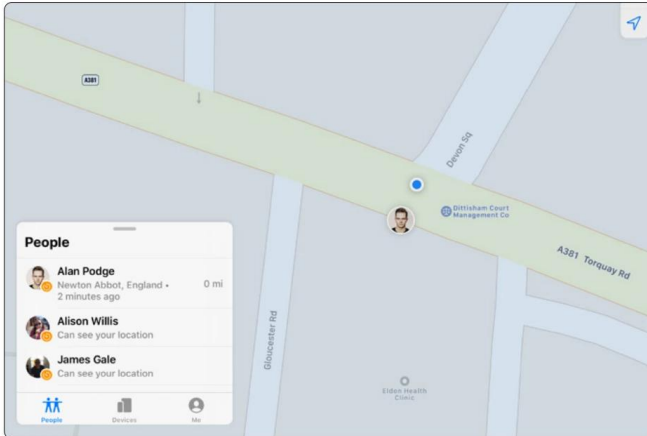 A381
Devon Sq
Dittisham Court
Management Co
A381 Torquay Rd
Gloucester Rd
Elden Health
Clinic
People
Alan Podge
Newton Abbot, England •
2 minutes ago
0 mi
Alison Willis
Can see your location
James Gale
Can see your location
People
Devices
Me